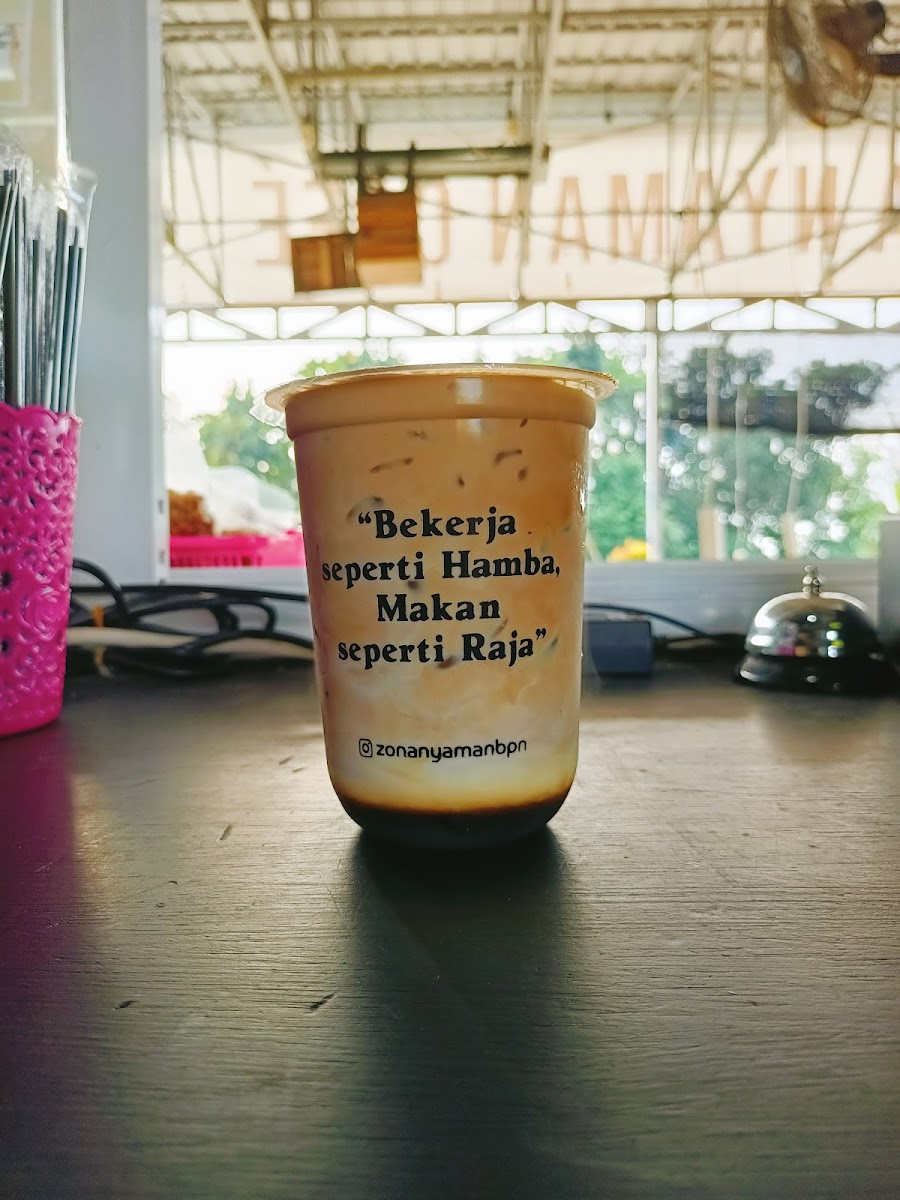 “Bekerja
seperti Hamba,
Makan
seperti Raja”
zonanyamanbpn